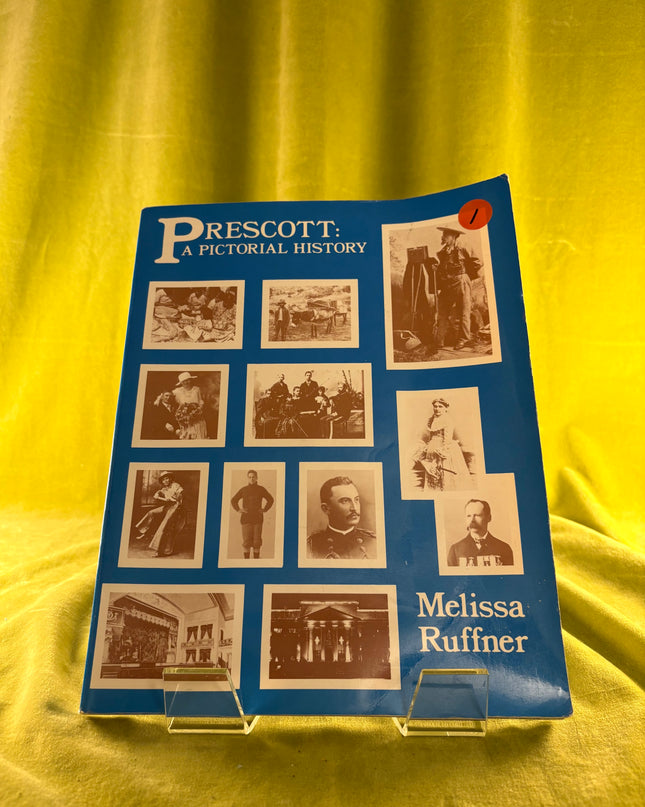 PRESCOTT:
A PICTORIAL HISTORY
1
Melissa
Ruffner